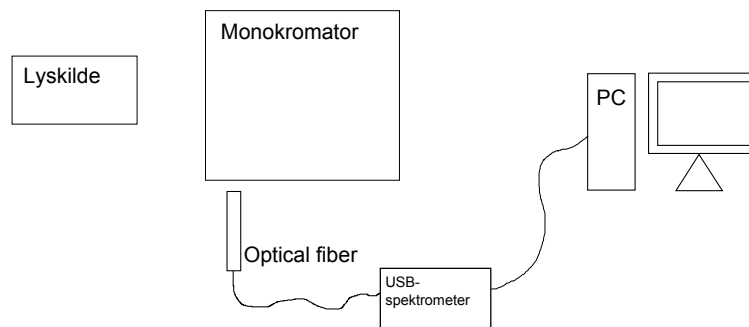 Lyskilde
Monokromator
PC
Optical fiber
USB-
spektrometer